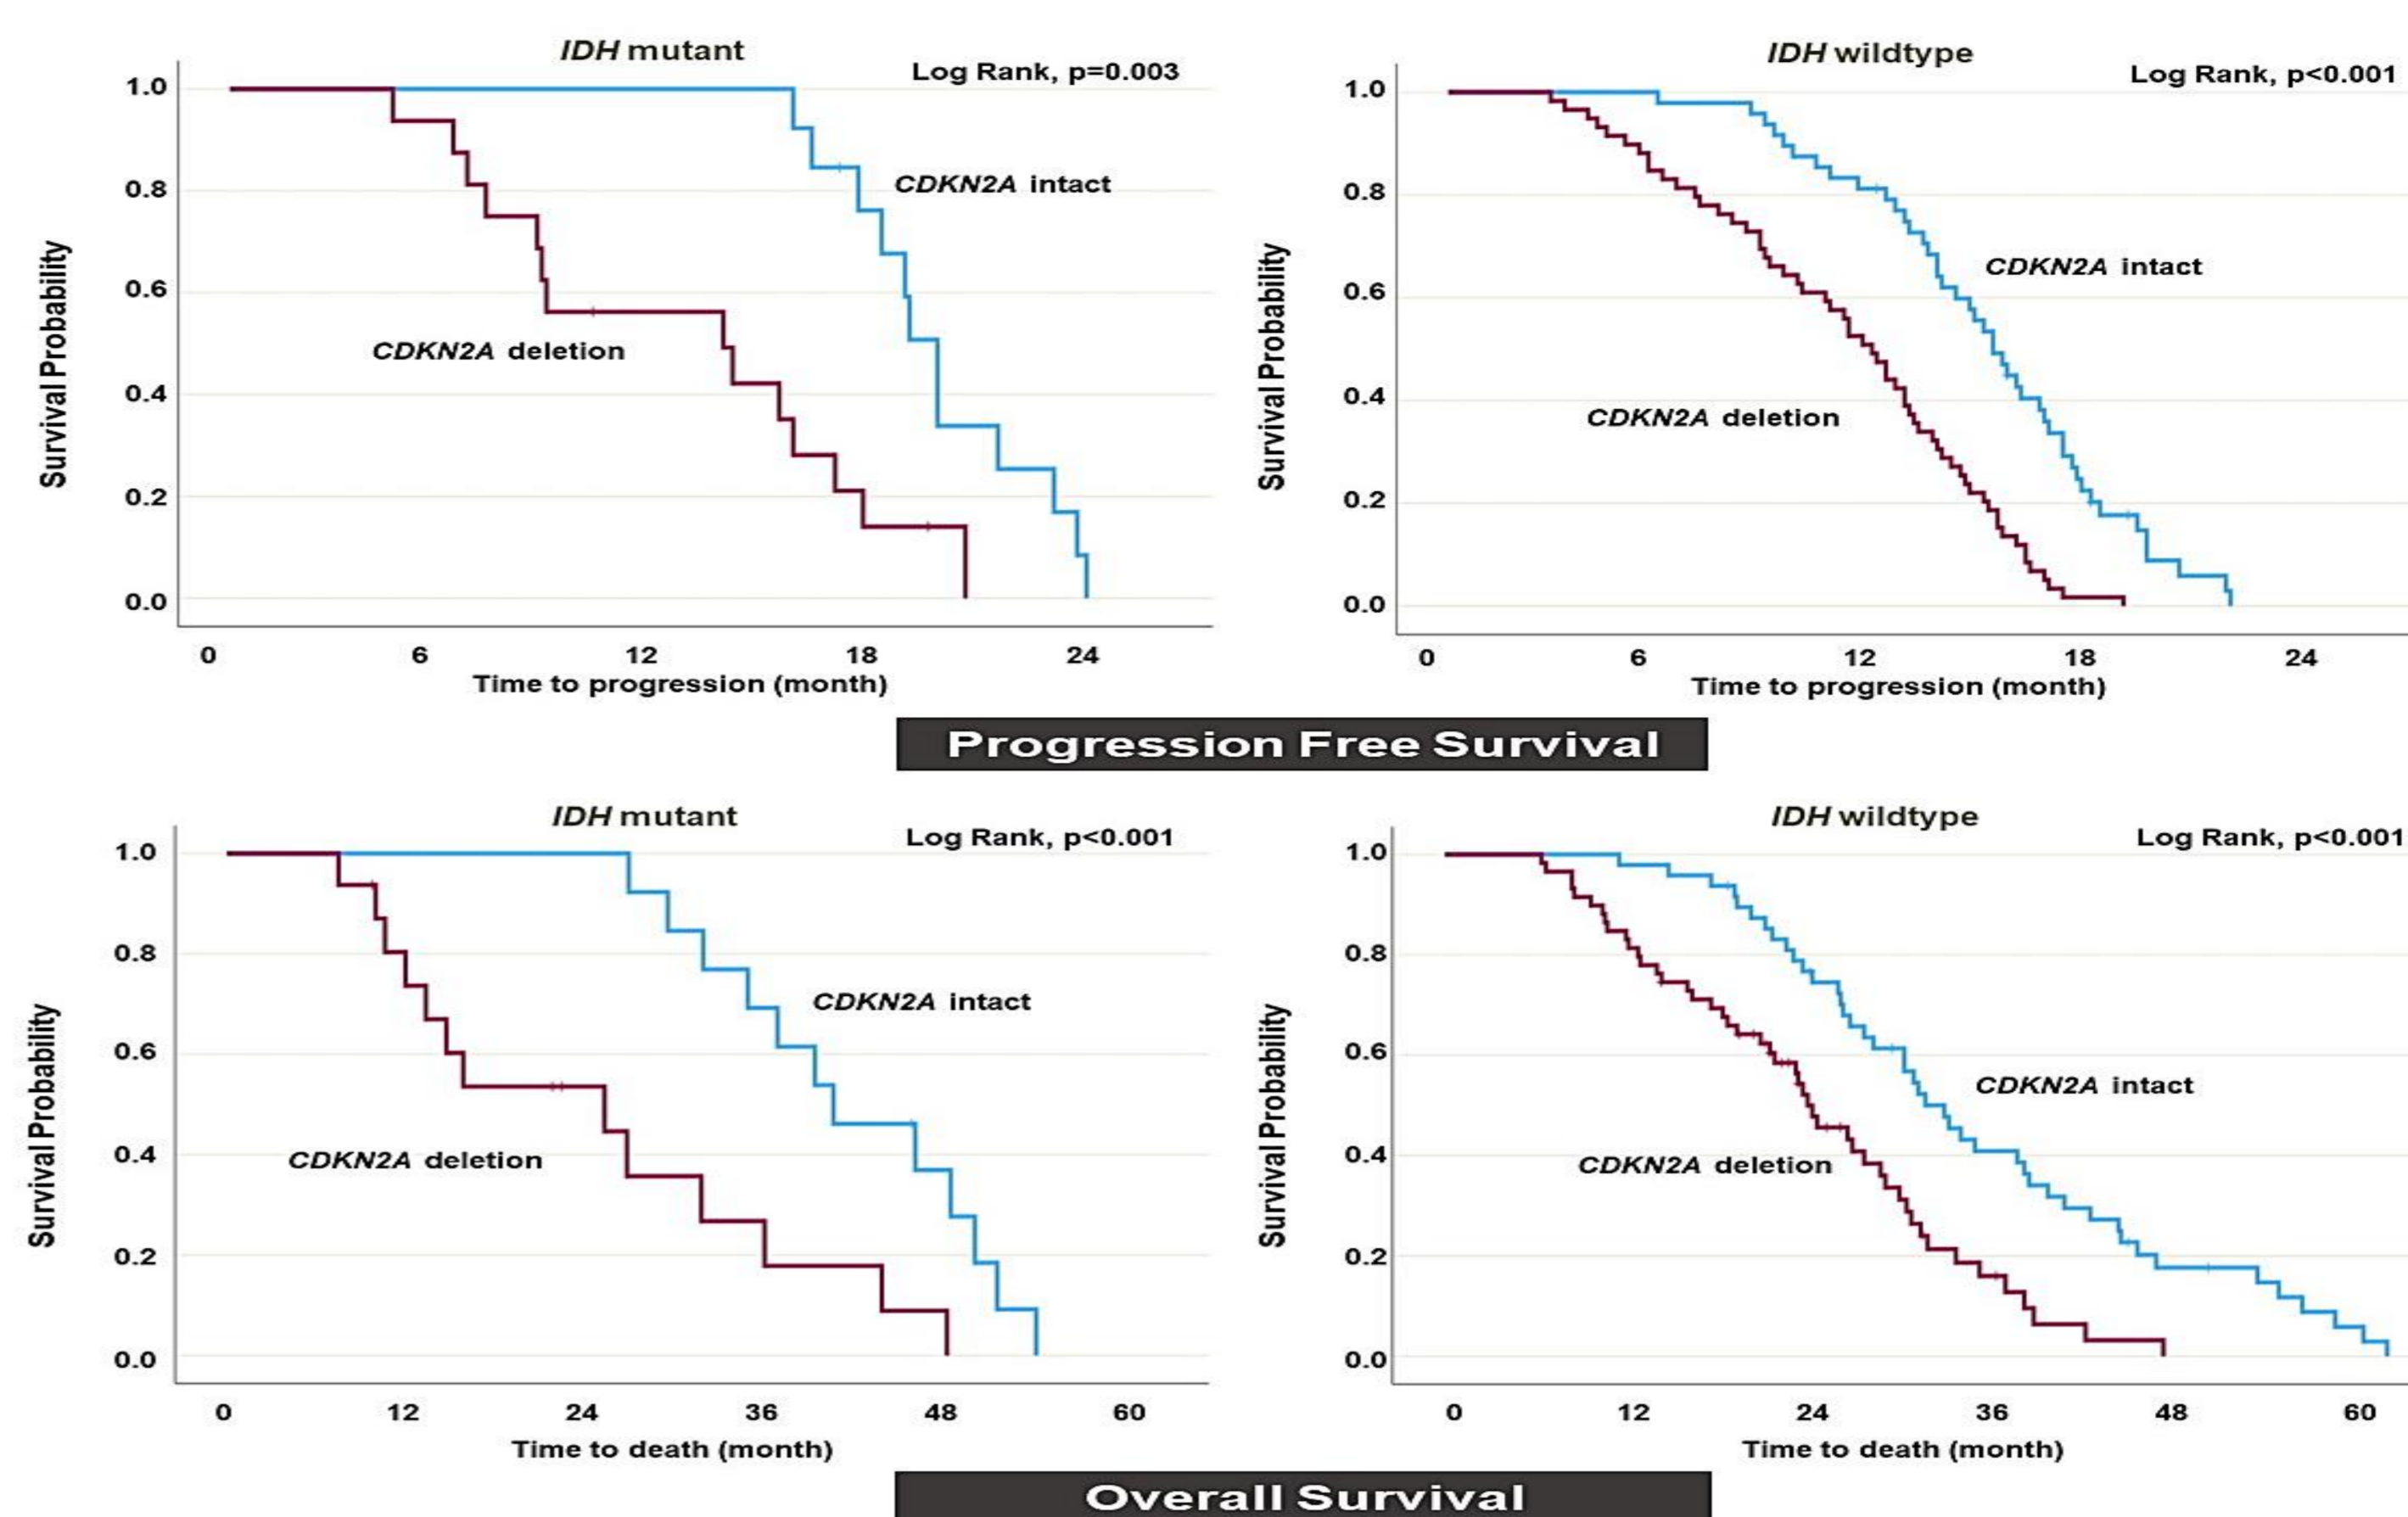 IDH mutant
Log Rank, p=0.003
1.0
0.8
0.6
0.4
0.2
0.0
Survival Probability
CDKN2A intact
CDKN2A deletion
0 6 12 18 24
Time to progression (month)
IDH wildtype
Log Rank, p<0.001
1.0
0.8
0.6
0.4
0.2
0.0
Survival Probability
CDKN2A intact
CDKN2A deletion
0 6 12 18 24
Time to progression (month)
Progression Free Survival
IDH mutant
Log Rank, p<0.001
1.0
0.8
0.6
0.4
0.2
0.0
Survival Probability
CDKN2A intact
CDKN2A deletion
0 12 24 36 48 60
Time to death (month)
IDH wildtype
Log Rank, p<0.001
1.0
0.8
0.6
0.4
0.2
0.0
Survival Probability
CDKN2A intact
CDKN2A deletion
0 12 24 36 48 60
Time to death (month)
Overall Survival